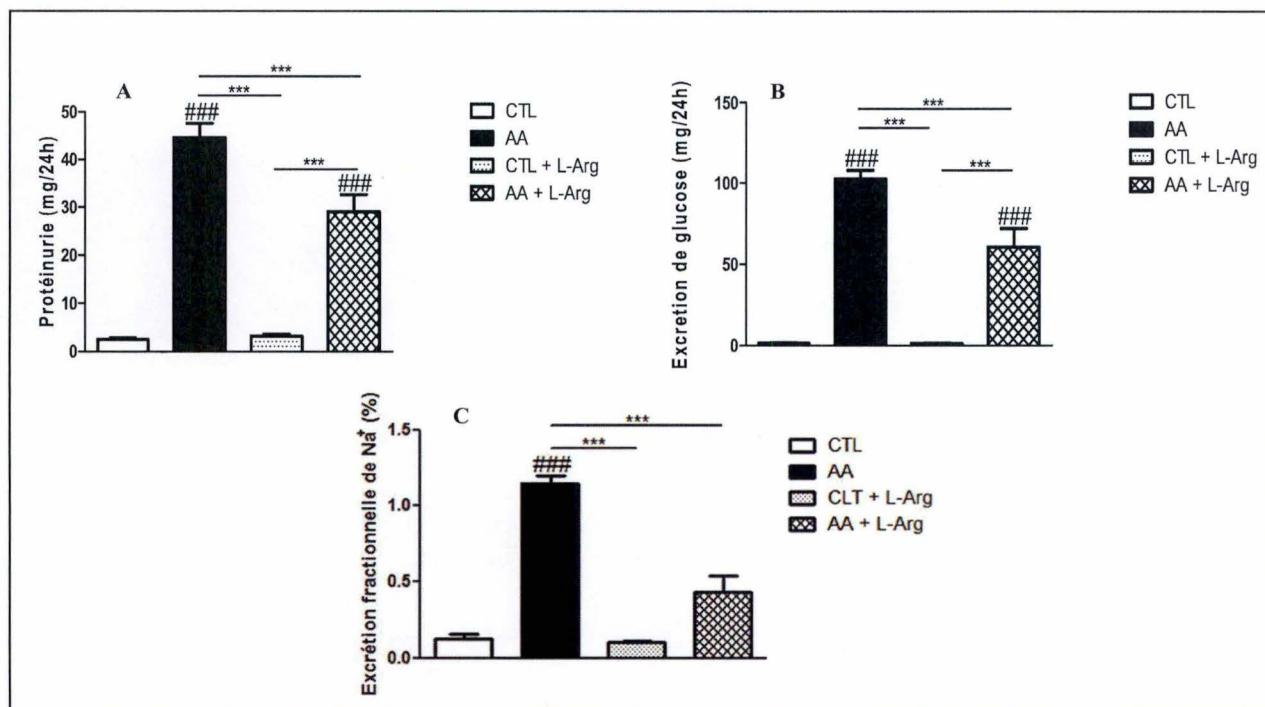 A
Protéinurie (mg/24h)
50
40
30
20
10
0
***
***
***
###
###
CTL
AA
CTL + L-Arg
AA + L-Arg
B
Excretion de glucose (mg/24h)
150
100
50
0
***
***
***
###
###
CTL
AA
CTL + L-Arg
AA + L-Arg
C
Excrétion fractionnelle de Na+ (%)
1.5
1.0
0.5
0.0
***
***
###
CTL
AA
CLT + L-Arg
AA + L-Arg